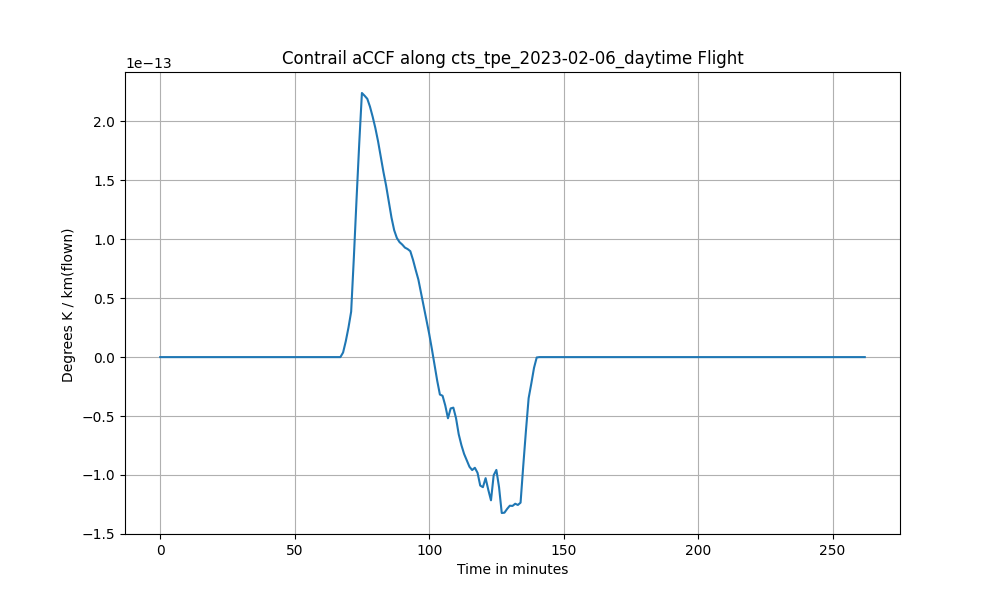 Contrail aCCF along cts_tpe_2023-02-06_daytime Flight
1e−13
2.0
1.5
1.0
0.5
0.0
−0.5
−1.0
−1.5
Degrees K / km(flown)
0 50 100 150 200 250
Time in minutes